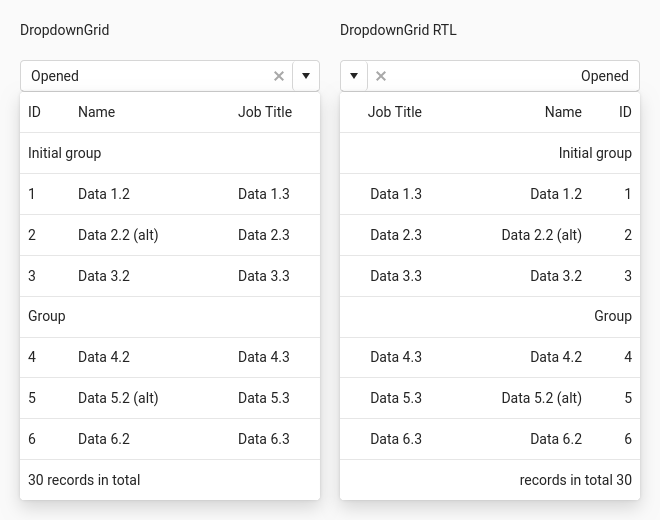 DropdownGrid
Opened
ID Name Job Title
Initial group
1 Data 1.2 Data 1.3
2 Data 2.2 (alt) Data 2.3
3 Data 3.2 Data 3.3
Group
4 Data 4.2 Data 4.3
5 Data 5.2 (alt) Data 5.3
6 Data 6.2 Data 6.3
30 records in total
DropdownGrid RTL
Opened
Job Title Name ID
Initial group
Data 1.3 Data 1.2 1
Data 2.3 Data 2.2 (alt) 2
Data 3.3 Data 3.2 3
Group
Data 4.3 Data 4.2 4
Data 5.3 Data 5.2 (alt) 5
Data 6.3 Data 6.2 6
records in total 30